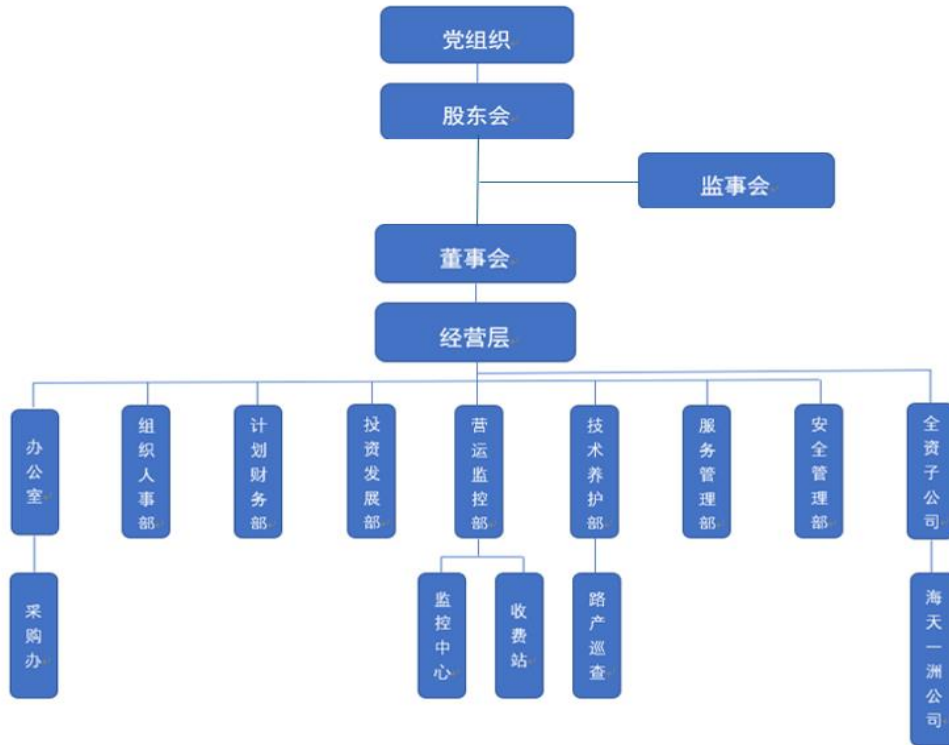 党组织
股东会
监事会
董事会
经营层
办公室
组织人事部
计划财务部
投资发展部
营运监控部
技术养护部
服务管理部
安全管理部
全资子公司
采购办
监控中心
收费站
路产巡查
海天一洲公司